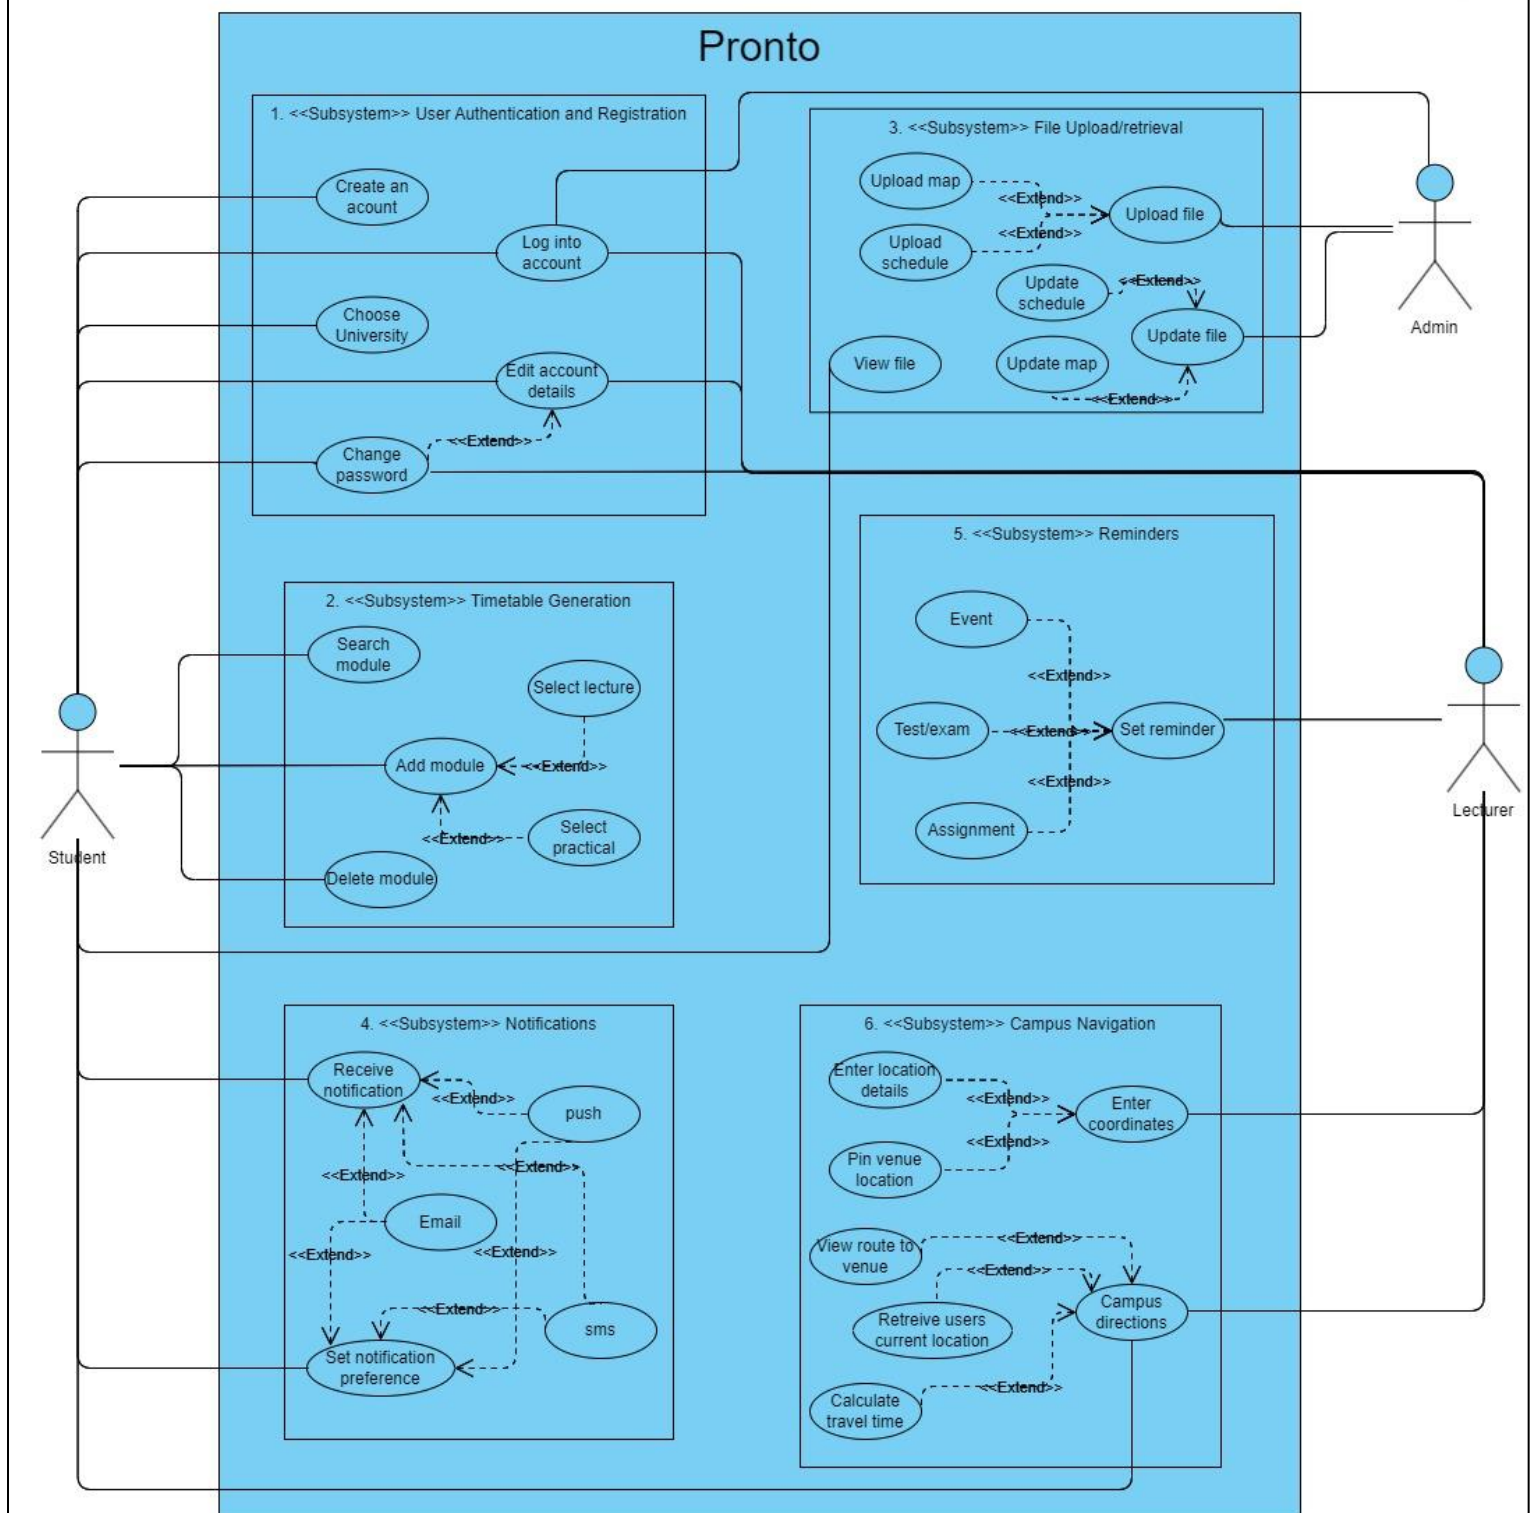 Pronto
1. <<Subsystem>> User Authentication and Registration
Create an
acount
Log into
account
Choose
University
Edit account
details
<<Extend>>
Change
password
3. <<Subsystem>> File Upload/retrieval
Upload map
<<Extend>>
Upload file
<<Extend>>
Upload
schedule
Update
schedule
<<Extend>>
Update file
View file
Update map
<<Extend>>
Admin
2. <<Subsystem>> Timetable Generation
Search
module
Select lecture
Add module
<<Extend>>
<<Extend>>
Select
practical
Delete module
Student
5. <<Subsystem>> Reminders
Event
<<Extend>>
Test/exam
<<Extend>>
Set reminder
<<Extend>>
Assignment
Lecturer
4. <<Subsystem>> Notifications
Receive
notification
<<Extend>>
push
<<Extend>>
<<Extend>>
Email
<<Extend>>
<<Extend>>
<<Extend>>
sms
Set notification
preference
6. <<Subsystem>> Campus Navigation
Enter location
details
<<Extend>>
Enter
coordinates
<<Extend>>
Pin venue
location
View route to
venue
<<Extend>>
<<Extend>>
Retreive users
current location
Campus
directions
Calculate
travel time
<<Extend>>